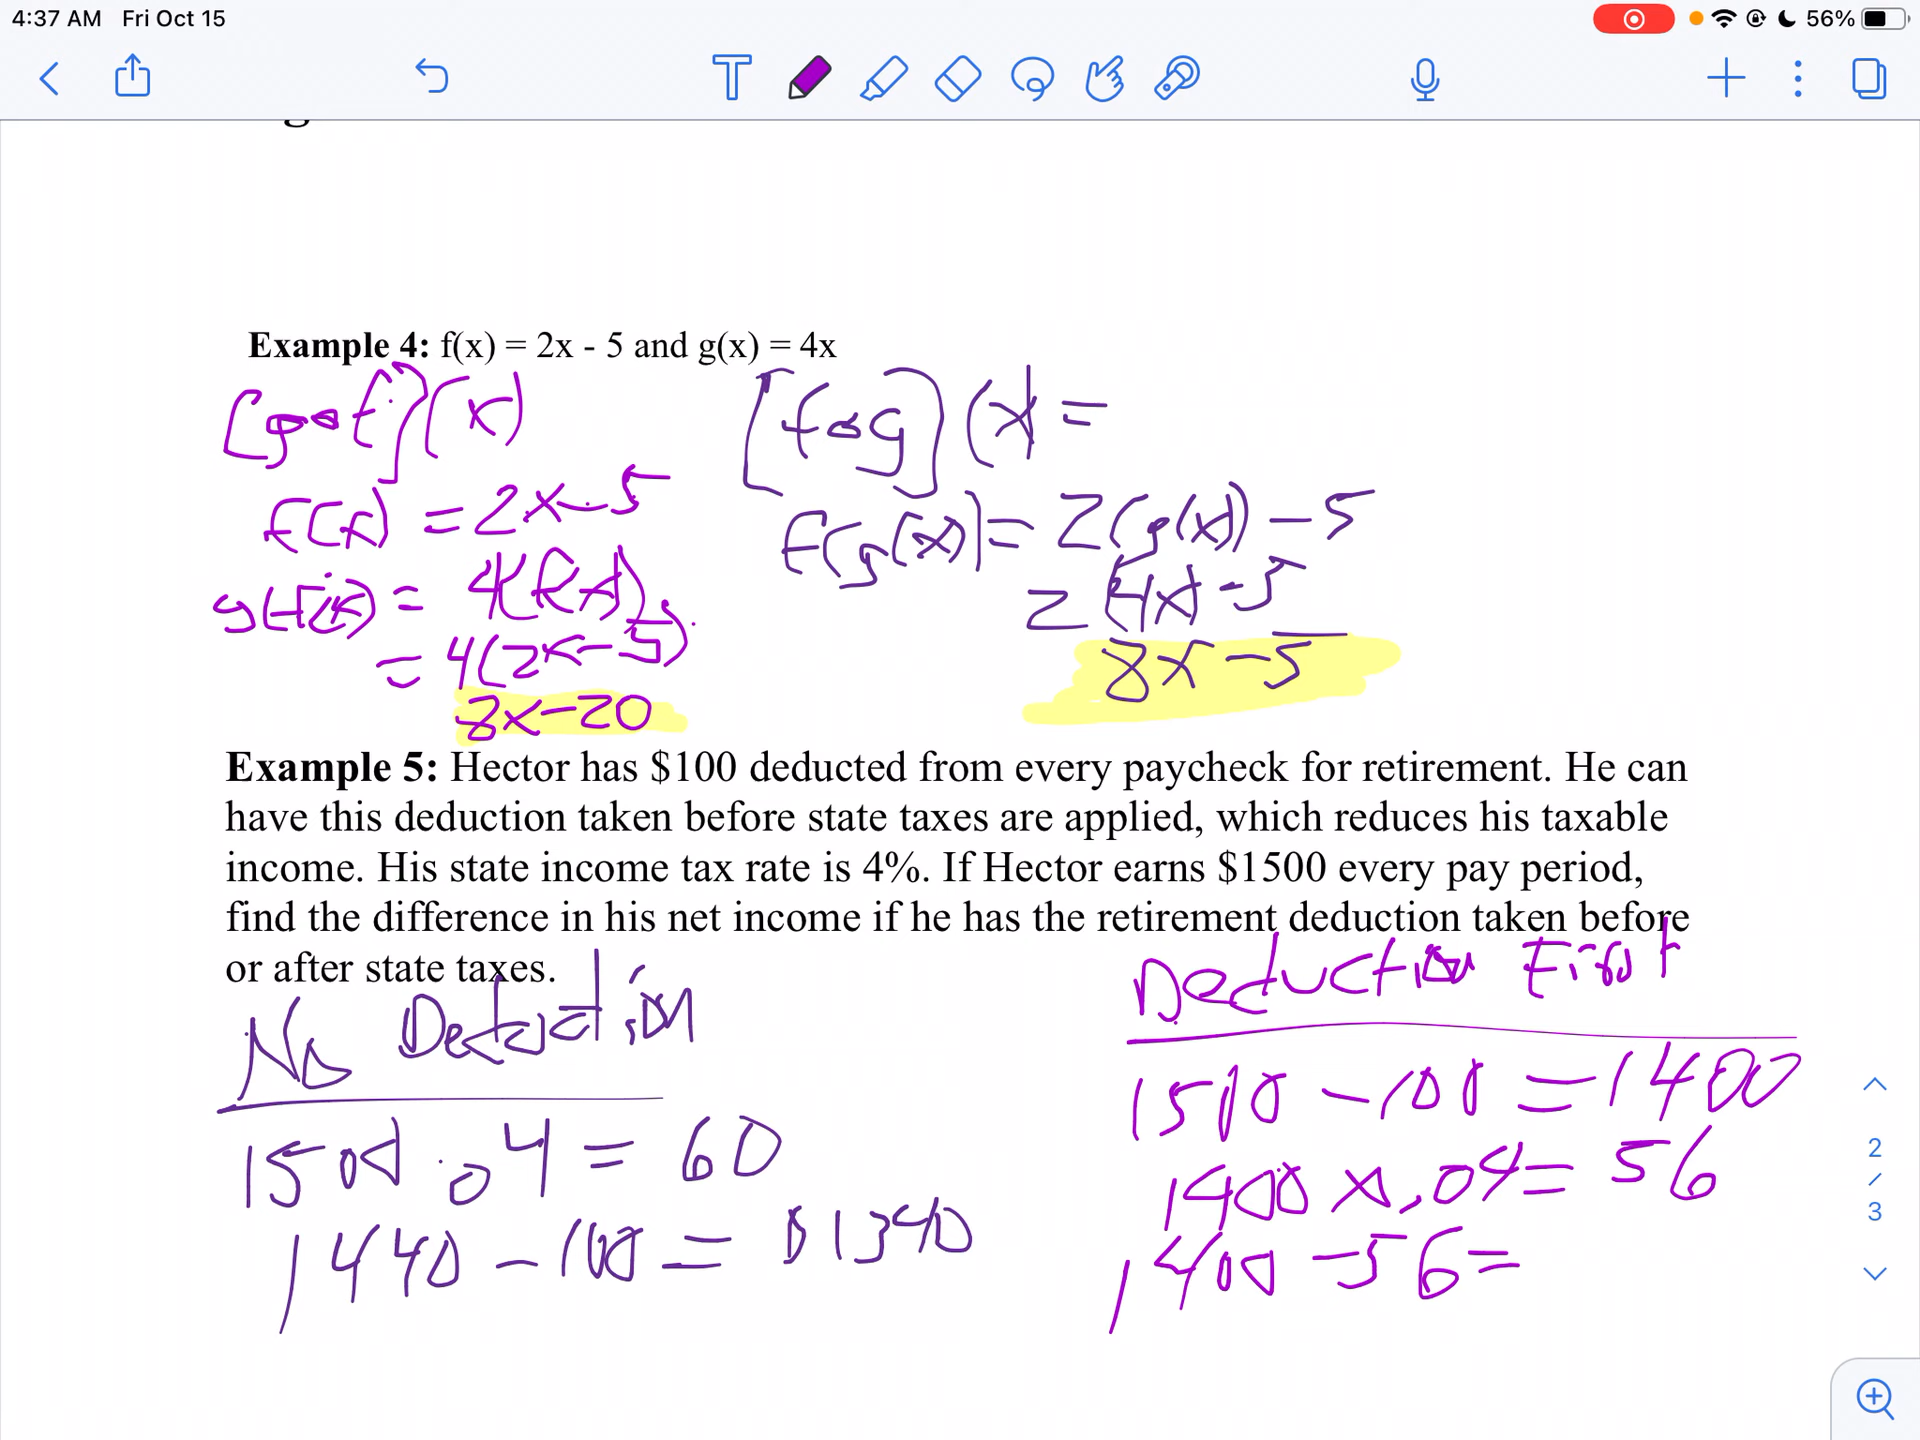 4:37 AM Fri Oct 15
56%
T
Example 4: f(x) = 2x - 5 and g(x) = 4x
[g∘f](x)
[f∘g](x) =
f(x) = 2x - 5
f(g(x)) = 2(g(x)) - 5
g(f(x)) = 4(f(x))
2(4x) - 5
= 4(2x - 5)
8x - 5
8x - 20
Example 5: Hector has $100 deducted from every paycheck for retirement. He can
have this deduction taken before state taxes are applied, which reduces his taxable
income. His state income tax rate is 4%. If Hector earns $1500 every pay period,
find the difference in his net income if he has the retirement deduction taken before
or after state taxes.
No Deduction
1500 .04 = 60
1440 - 100 = $1340
Deduction First
1500 - 100 = 1400
1400 x .04 = 56
1400 - 56 =
2
/
3